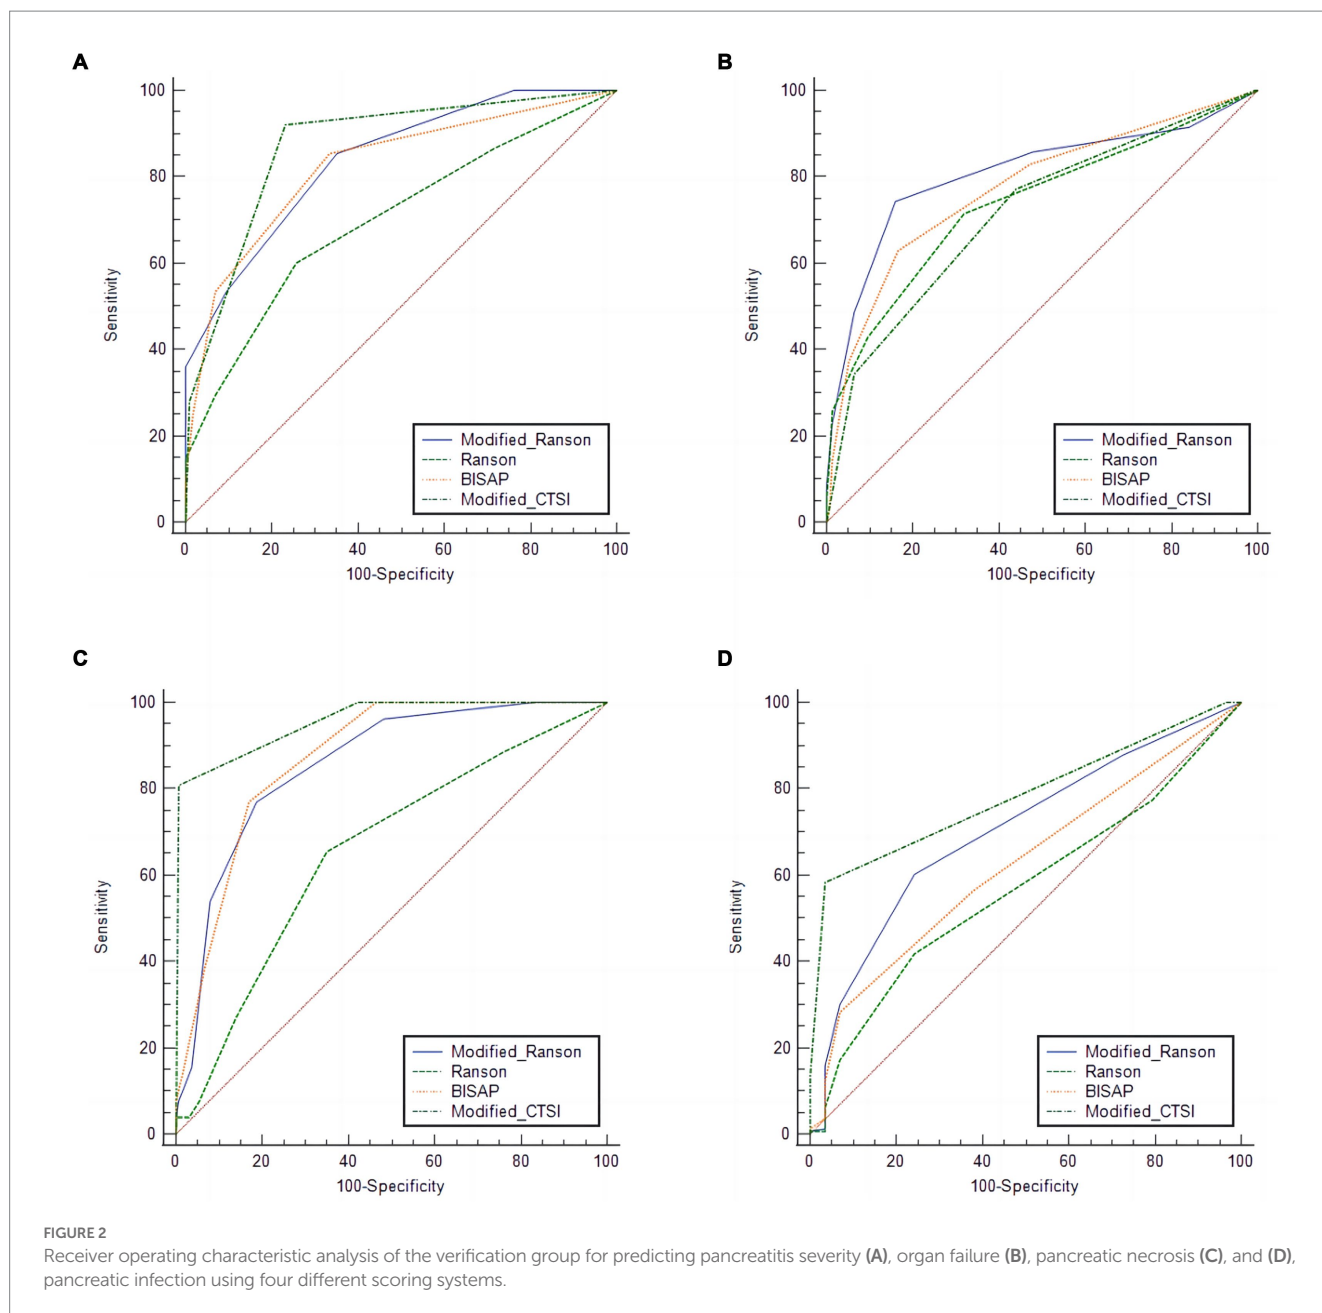 A
100
80
60
40
20
0
Sensitivity
0 20 40 60 80 100
100-Specificity
Modified_Ranson
Ranson
BISAP
Modified_CTSI
B
100
80
60
40
20
0
Sensitivity
0 20 40 60 80 100
100-Specificity
Modified_Ranson
Ranson
BISAP
Modified_CTSI
C
100
80
60
40
20
0
Sensitivity
0 20 40 60 80 100
100-Specificity
Modified_Ranson
Ranson
BISAP
Modified_CTSI
D
100
80
60
40
20
0
Sensitivity
0 20 40 60 80 100
100-Specificity
Modified_Ranson
Ranson
BISAP
Modified_CTSI
FIGURE 2
Receiver operating characteristic analysis of the verification group for predicting pancreatitis severity (A), organ failure (B), pancreatic necrosis (C), and (D),
pancreatic infection using four different scoring systems.